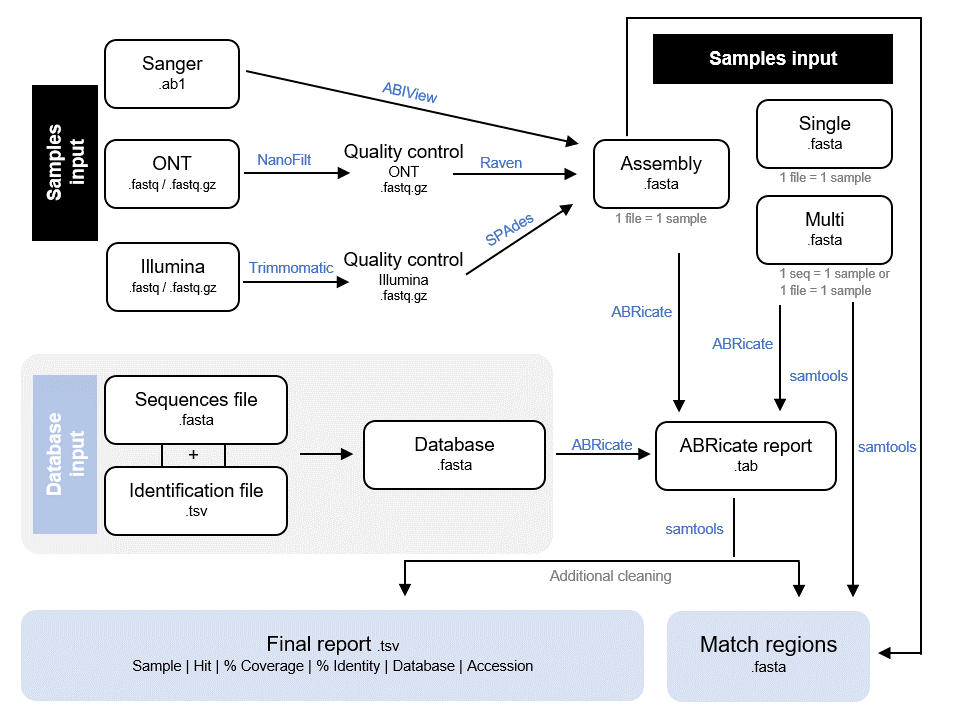 Samples input
Sanger
.ab1
ABIView
Samples
input
ONT
.fastq / .fastq.gz
NanoFilt
Quality control
ONT
.fastq.gz
Raven
Illumina
.fastq / .fastq.gz
Trimmomatic
Quality control
Illumina
.fastq.gz
SPAdes
Assembly
.fasta
1 file = 1 sample
Single
.fasta
1 file = 1 sample
Multi
.fasta
1 seq = 1 sample or
1 file = 1 sample
ABRicate
ABRicate
samtools
samtools
Database
input
Sequences file
.fasta
+
Identification file
.tsv
Database
.fasta
ABRicate
ABRicate report
.tab
samtools
Additional cleaning
Final report .tsv
Sample | Hit | % Coverage | % Identity | Database | Accession
Match regions
.fasta